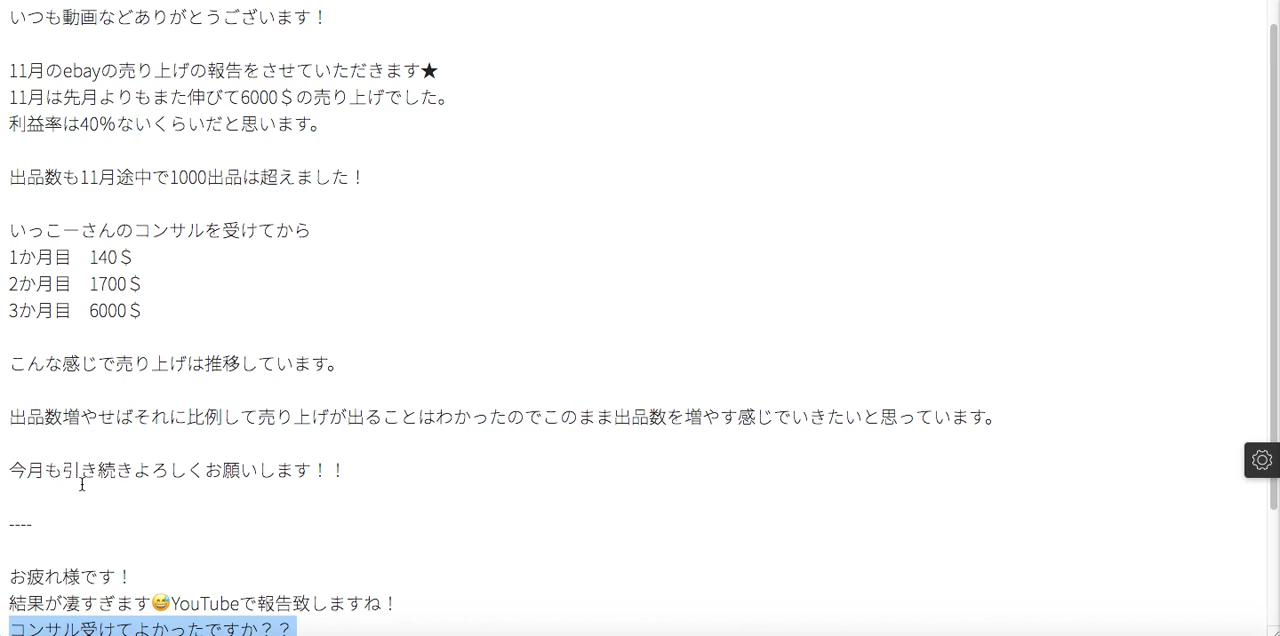 いつも動画などありがとうございます！
11月のebayの売り上げの報告をさせていただきます★
11月は先月よりもまた伸びて6000＄の売り上げでした。
利益率は40%ないくらいだと思います。
出品数も11月途中で1000出品は超えました！
いっこーさんのコンサルを受けてから
1か月目　140＄
2か月目　1700＄
3か月目　6000＄
こんな感じで売り上げは推移しています。
出品数増やせばそれに比例して売り上げが出ることはわかったのでこのまま出品数を増やす感じでいきたいと思っています。
今月も引き続きよろしくお願いします！！
----
お疲れ様です！
結果が凄すぎます😅YouTubeで報告致しますね！
コンサル受けてよかったですか？？